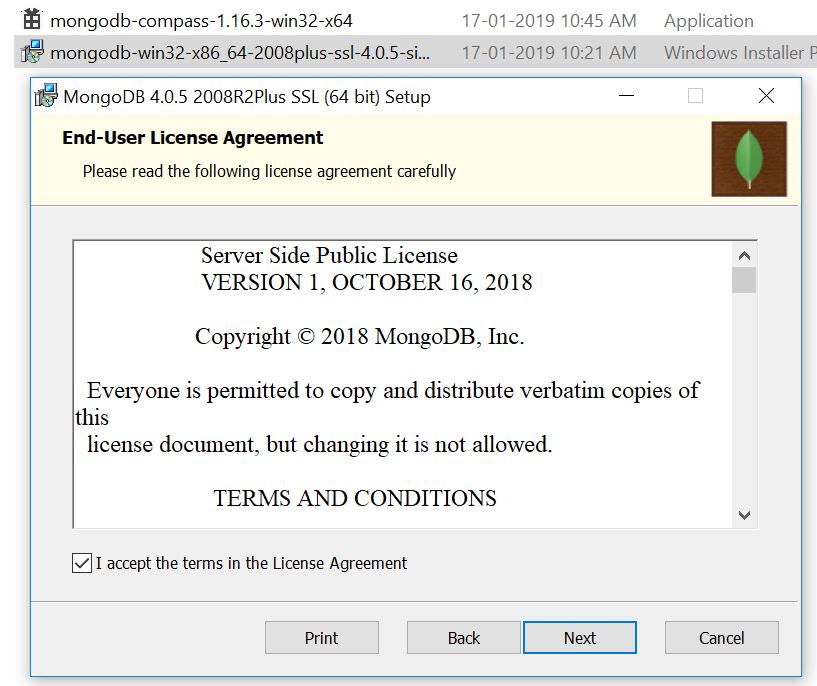 mongodb-compass-1.16.3-win32-x64 17-01-2019 10:45 AM Application
mongodb-win32-x86_64-2008plus-ssl-4.0.5-si... 17-01-2019 10:21 AM Windows Installer P
MongoDB 4.0.5 2008R2Plus SSL (64 bit) Setup
End-User License Agreement
Please read the following license agreement carefully
Server Side Public License
VERSION 1, OCTOBER 16, 2018
Copyright © 2018 MongoDB, Inc.
Everyone is permitted to copy and distribute verbatim copies of
this
license document, but changing it is not allowed.
TERMS AND CONDITIONS
I accept the terms in the License Agreement
Print Back Next Cancel